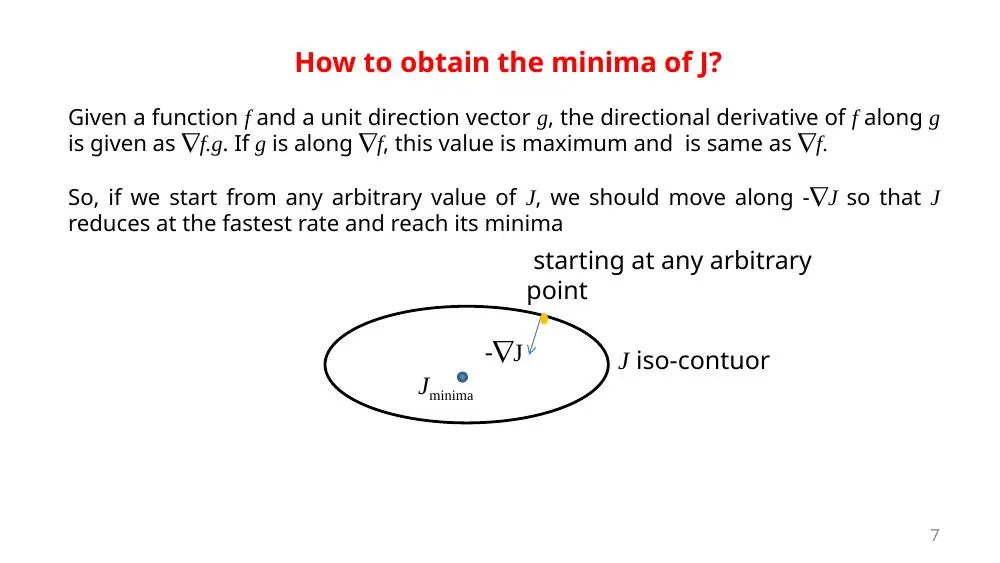 How to obtain the minima of J?
Given a function f and a unit direction vector g, the directional derivative of f along g
is given as ∇f.g. If g is along ∇f, this value is maximum and  is same as ∇f.
So, if we start from any arbitrary value of J, we should move along -∇J so that J
reduces at the fastest rate and reach its minima
starting at any arbitrary
point
-∇J
J iso-contuor
Jminima
7